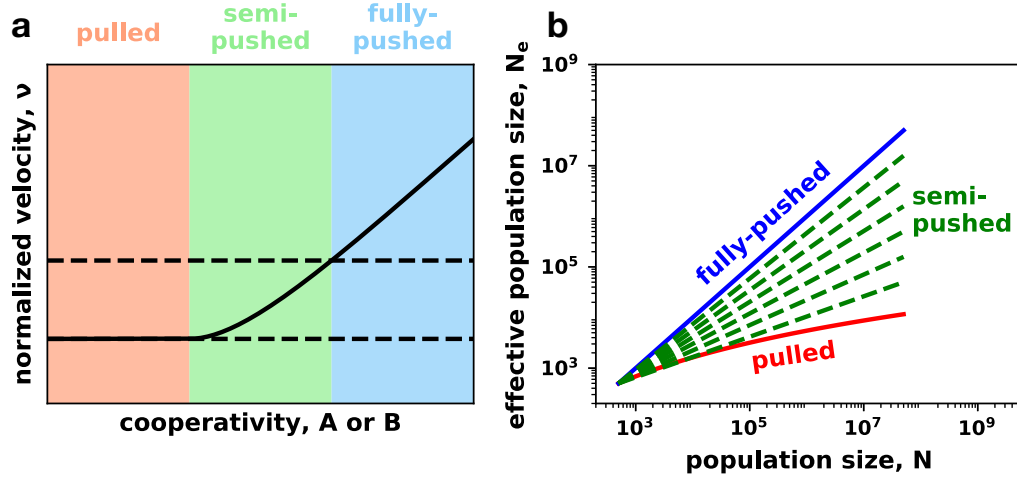 a
pulled
semi-
pushed
fully-
pushed
normalized velocity, ν
cooperativity, A or B
b
effective population size, Nₑ
10⁹
10⁷
10⁵
10³
fully-pushed
semi-
pushed
pulled
10³
10⁵
10⁷
10⁹
population size, N